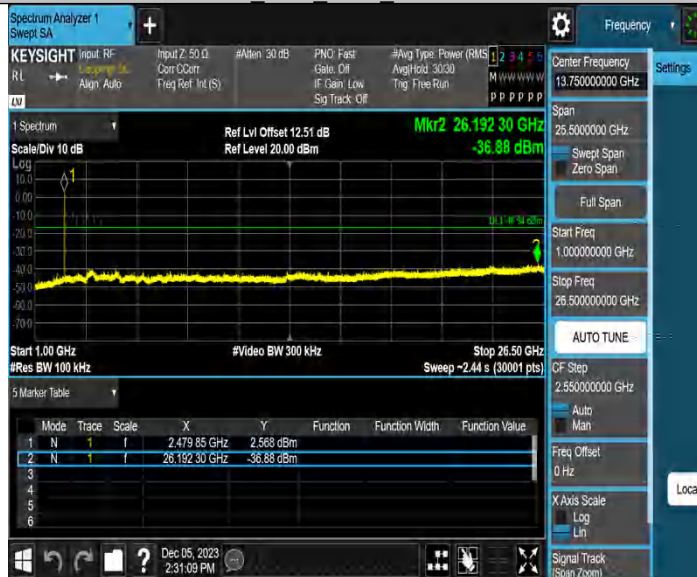 Spectrum Analyzer 1
Swept SA
+
Frequency
KEYSIGHT
RL
Input: RF
Align: Auto
Input Z: 50 Ω
Corr CCorr
Freq Ref: Int (S)
#Atten: 30 dB
PNO: Fast
Gate: Off
IF Gain: Low
Sig Track: Off
#Avg Type: Power (RMS
Avg|Hold: 30/30
Trig: Free Run
1 2 3 4 5 6
M W W W W W
P P P P P P
LXI
1 Spectrum
Scale/Div 10 dB
Log
Ref Lvl Offset 12.51 dB
Ref Level 20.00 dBm
Mkr2 26.192 30 GHz
-36.88 dBm
10.0
0.00
-10.0
-20.0
-30.0
-40.0
-50.0
-60.0
-70.0
1
2
Start 1.00 GHz
#Res BW 100 kHz
#Video BW 300 kHz
Stop 26.50 GHz
Sweep ~2.44 s (30001 pts)
5 Marker Table
Mode Trace Scale X Y Function Function Width Function Value
1 N 1 f 2.479 85 GHz 2.568 dBm
2 N 1 f 26.192 30 GHz -36.88 dBm
3
4
5
6
Dec 05, 2023
2:31:09 PM
?
Center Frequency
13.750000000 GHz
Settings
Span
25.5000000 GHz
Swept Span
Zero Span
Full Span
Start Freq
1.000000000 GHz
Stop Freq
26.500000000 GHz
AUTO TUNE
CF Step
2.550000000 GHz
Auto
Man
Freq Offset
0 Hz
X Axis Scale
Log
Lin
Signal Track
(Span Zoom)
Loca